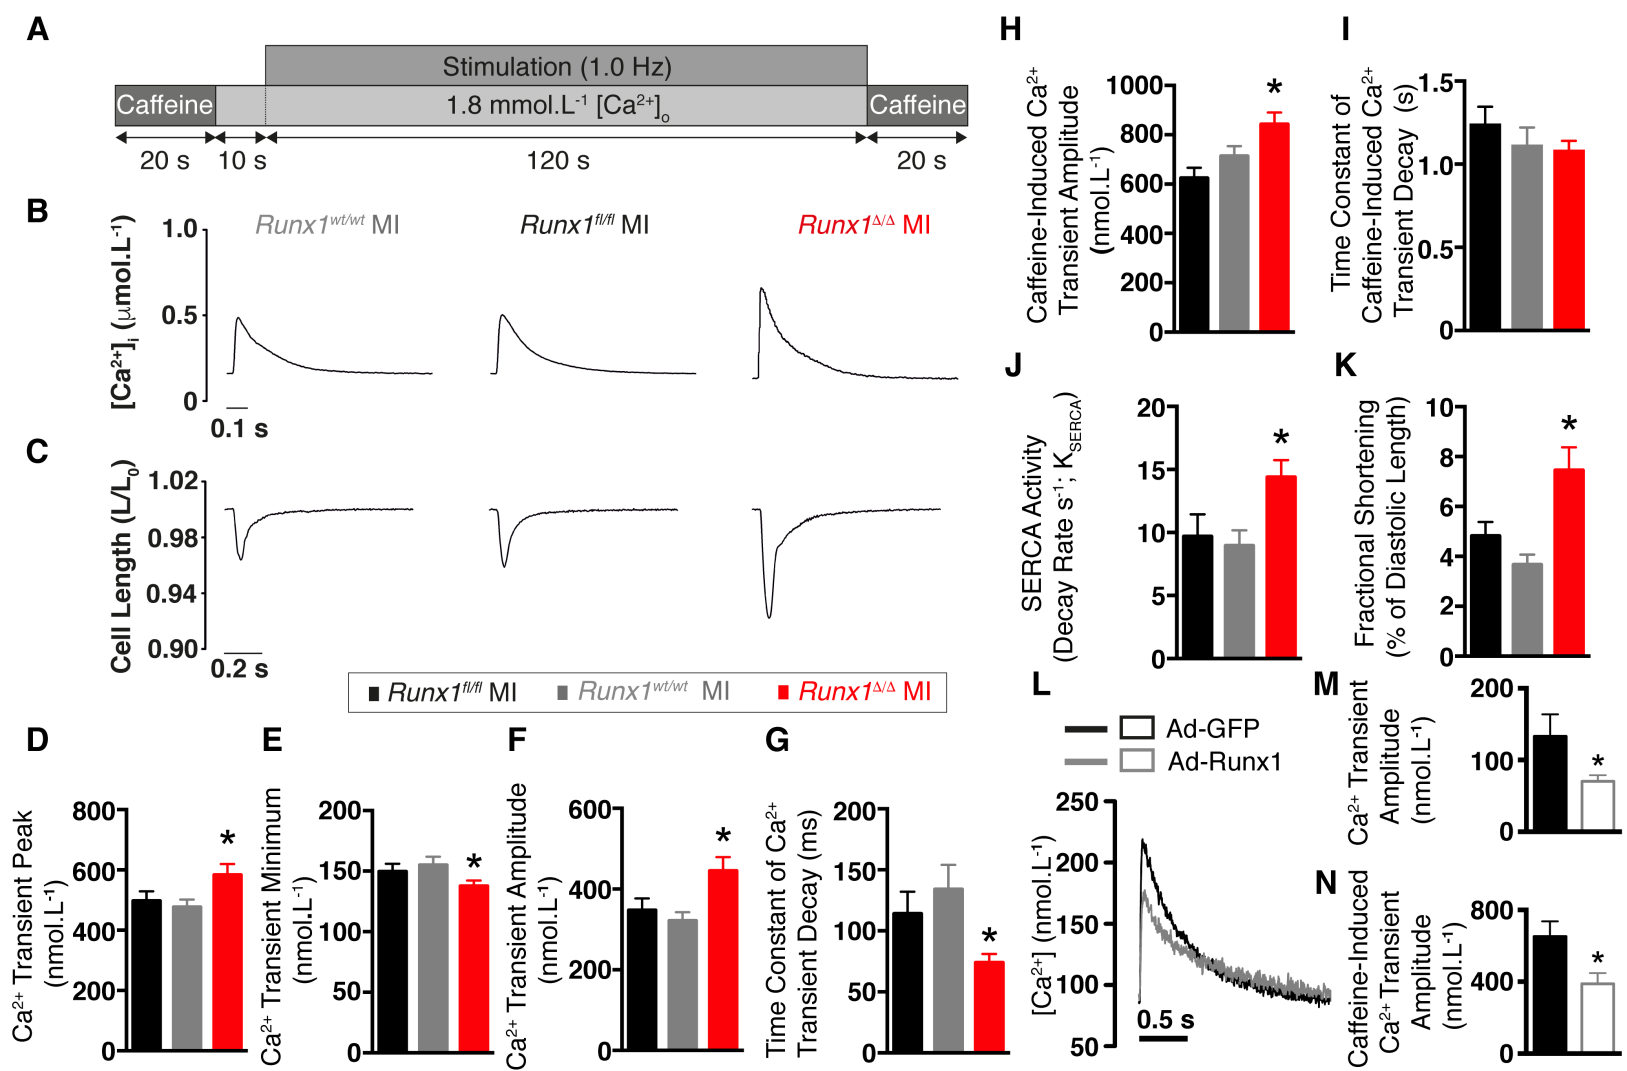 A
Stimulation (1.0 Hz)
Caffeine
1.8 mmol.L⁻¹ [Ca²⁺]ₒ
Caffeine
20 s
10 s
120 s
20 s
B
[Ca²⁺]ᵢ (μmol.L⁻¹)
1.0
0.5
0
Runx1ʷᵗ/ʷᵗ MI
Runx1ᶠˡ/ᶠˡ MI
Runx1Δ/Δ MI
0.1 s
C
Cell Length (L/L₀)
1.02
0.98
0.94
0.90
0.2 s
Runx1ᶠˡ/ᶠˡ MI
Runx1ʷᵗ/ʷᵗ MI
Runx1Δ/Δ MI
D
Ca²⁺ Transient Peak
(nmol.L⁻¹)
800
600
400
200
0
*
E
Ca²⁺ Transient Minimum
(nmol.L⁻¹)
200
150
100
50
0
*
F
Ca²⁺ Transient Amplitude
(nmol.L⁻¹)
600
400
200
0
*
G
Time Constant of Ca²⁺
Transient Decay (ms)
200
150
100
50
0
*
H
Caffeine-Induced Ca²⁺
Transient Amplitude
(nmol.L⁻¹)
1000
800
600
400
200
0
*
I
Time Constant of
Caffeine-Induced Ca²⁺
Transient Decay (s)
1.5
1.0
0.5
0
J
SERCA Activity
(Decay Rate s⁻¹; K_SERCA)
20
15
10
5
0
*
K
Fractional Shortening
(% of Diastolic Length)
10
8
6
4
2
0
*
L
Ad-GFP
Ad-Runx1
[Ca²⁺] (nmol.L⁻¹)
250
200
150
100
50
0.5 s
M
Ca²⁺ Transient
Amplitude
(nmol.L⁻¹)
200
100
0
*
N
Caffeine-Induced
Ca²⁺ Transient
Amplitude
(nmol.L⁻¹)
800
400
0
*